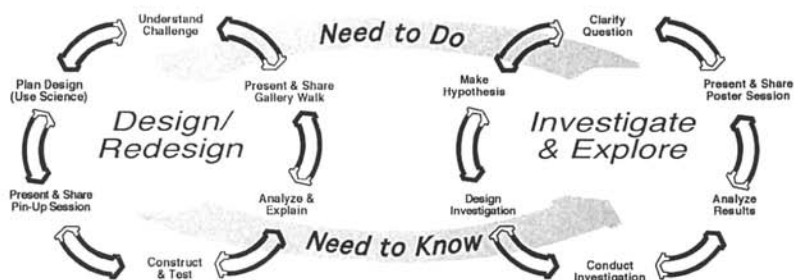 Understand
Challenge
Need to Do
Clarify
Question
Plan Design
(Use Science)
Present & Share
Gallery Walk
Make
Hypothesis
Present & Share
Poster Session
Design/
Redesign
Investigate
& Explore
Present & Share
Pin-Up Session
Analyze &
Explain
Design
Investigation
Analyze
Results
Construct
& Test
Need to Know
Conduct
Investigation